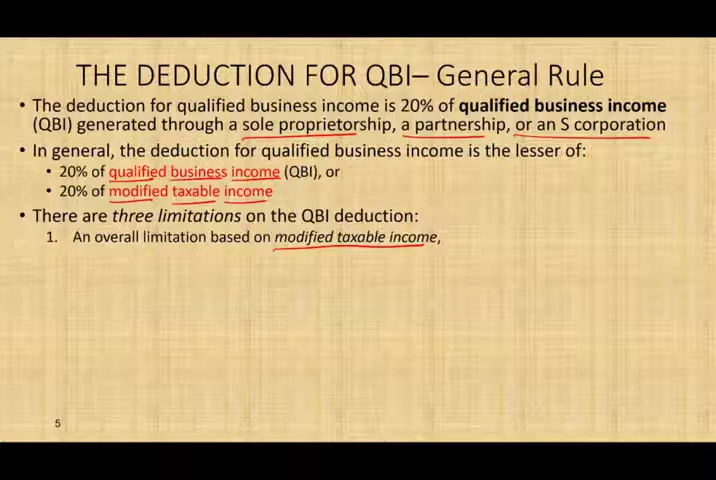 THE DEDUCTION FOR QBI– General Rule
• The deduction for qualified business income is 20% of qualified business income
(QBI) generated through a sole proprietorship, a partnership, or an S corporation
• In general, the deduction for qualified business income is the lesser of:
• 20% of qualified business income (QBI), or
• 20% of modified taxable income
• There are three limitations on the QBI deduction:
1. An overall limitation based on modified taxable income,
5